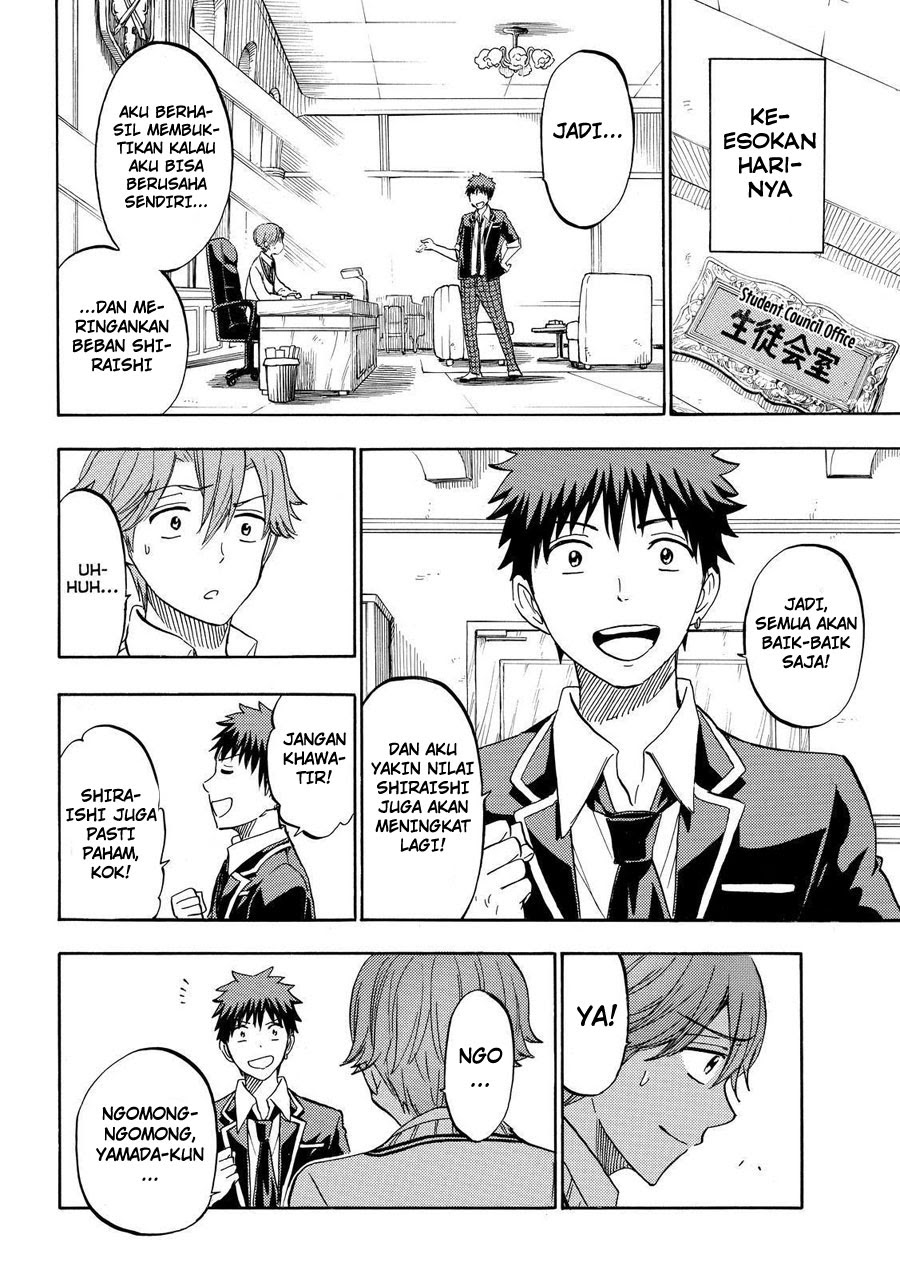 KE-
ESOKAN
HARI-
NYA
Student Council Office
生徒会室
JADI...
AKU BERHA-
SIL MEMBUK-
TIKAN KALAU
AKU BISA
BERUSAHA
SENDIRI...
...DAN ME-
RINGANKAN
BEBAN SHI-
RAISHI
JADI,
SEMUA AKAN
BAIK-BAIK
SAJA!
DAN AKU
YAKIN NILAI
SHIRAISHI
JUGA AKAN
MENINGKAT
LAGI!
UH-
HUH...
JANGAN
KHAWA-
TIR!
SHIRA-
ISHI JUGA
PASTI
PAHAM,
KOK!
YA!
NGO
...
NGOMONG-
NGOMONG,
YAMADA-KUN
...